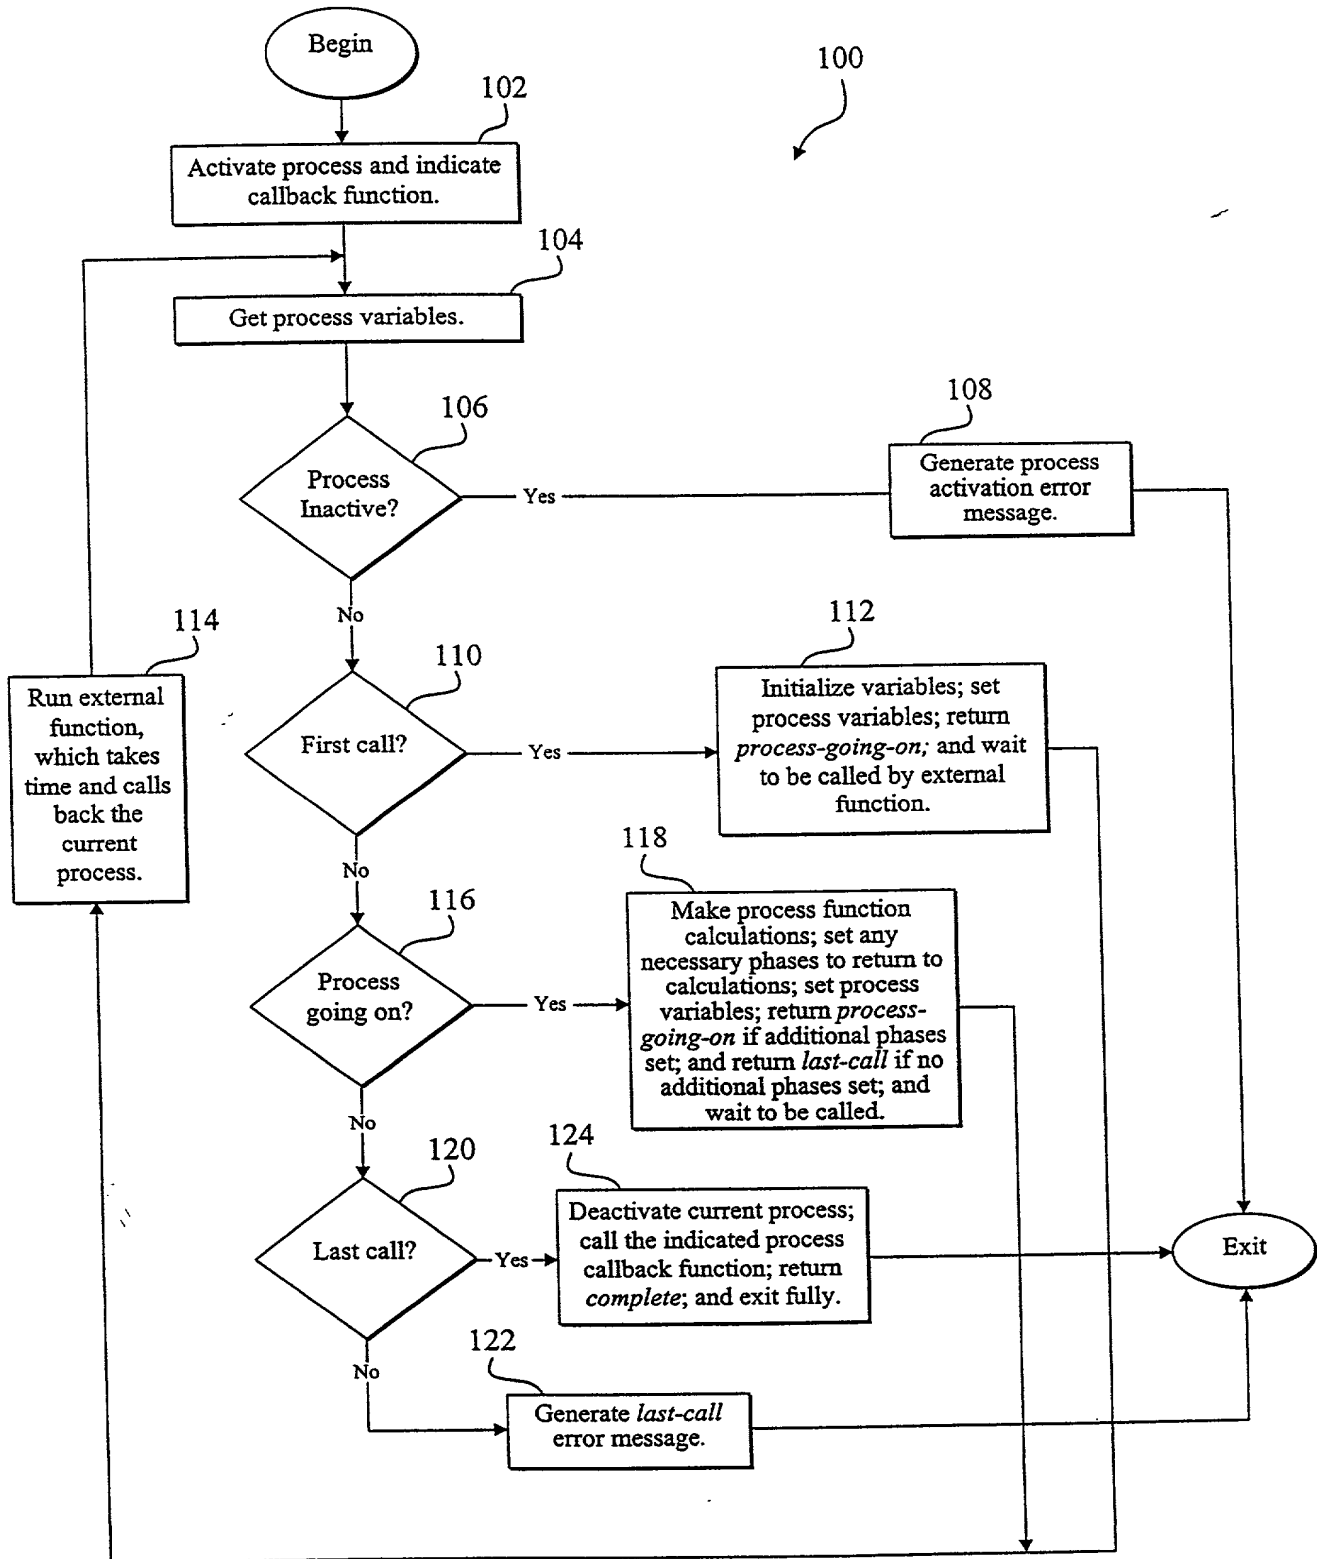 Begin
100
102
Activate process and indicate
callback function.
104
Get process variables.
106
Process
Inactive?
Yes
108
Generate process
activation error
message.
No
114
Run external
function,
which takes
time and calls
back the
current
process.
110
First call?
Yes
112
Initialize variables; set
process variables; return
process-going-on; and wait
to be called by external
function.
No
116
Process
going on?
Yes
118
Make process function
calculations; set any
necessary phases to return to
calculations; set process
variables; return process-
going-on if additional phases
set; and return last-call if no
additional phases set; and
wait to be called.
No
120
Last call?
Yes
124
Deactivate current process;
call the indicated process
callback function; return
complete; and exit fully.
Exit
No
122
Generate last-call
error message.